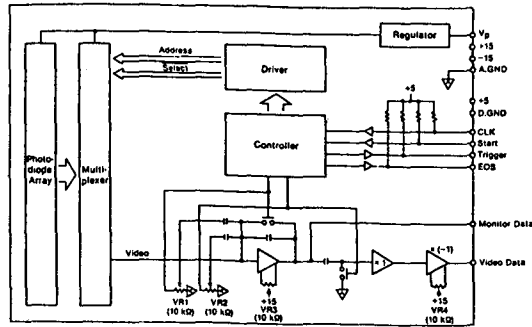 Regulator
Vp
+15
-15
A.GND
Address
Select
Driver
+5
+5
D.GND
Controller
CLK
Start
Trigger
EOS
Photo-
diode
Array
Multi-
plexer
Monitor Data
Video
× 1
× (-1)
Video Data
VR1
(10 kΩ)
VR2
(10 kΩ)
+15
VR3
(10 kΩ)
+15
VR4
(10 kΩ)